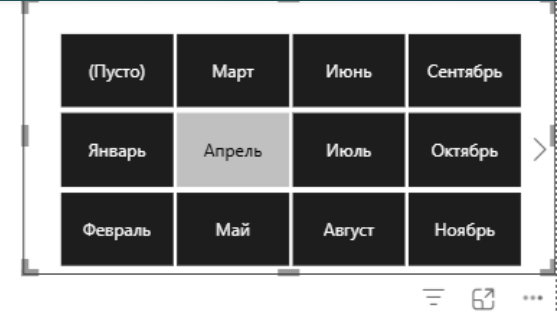 (Пусто) Март Июнь Сентябрь
Январь Апрель Июль Октябрь
Февраль Май Август Ноябрь